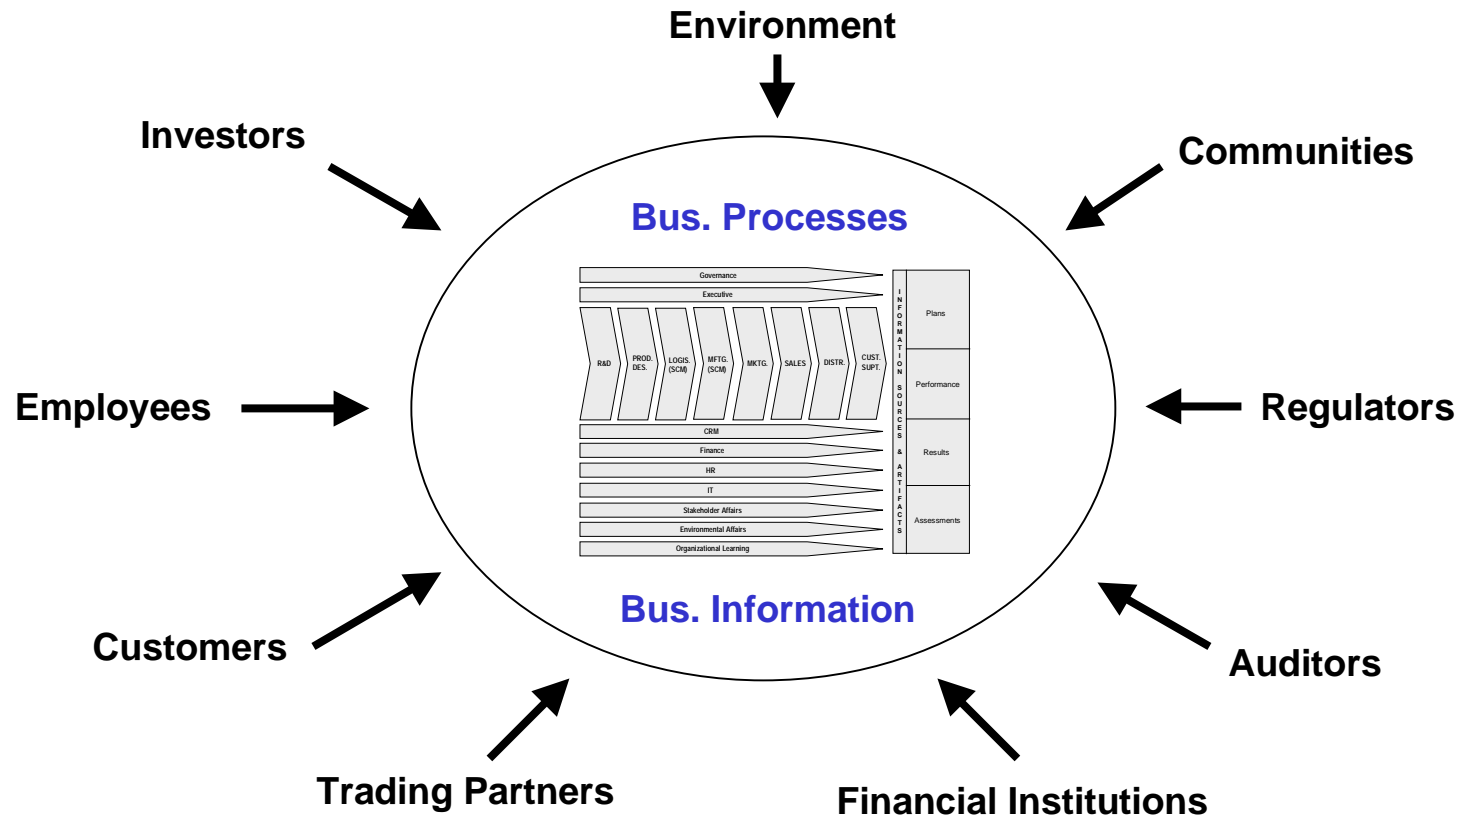 Environment
Investors
Communities
Bus. Processes
Governance
Executive
R&D
PROD.
DES.
LOGIS.
(SCM)
MFTG.
(SCM)
MKTG.
SALES
DISTR.
CUST.
SUPT.
CRM
Finance
HR
IT
Stakeholder Affairs
Environmental Affairs
Organizational Learning
INFORMATION SOURCES & ARTIFACTS
Plans
Performance
Results
Assessments
Employees
Regulators
Bus. Information
Customers
Auditors
Trading Partners
Financial Institutions